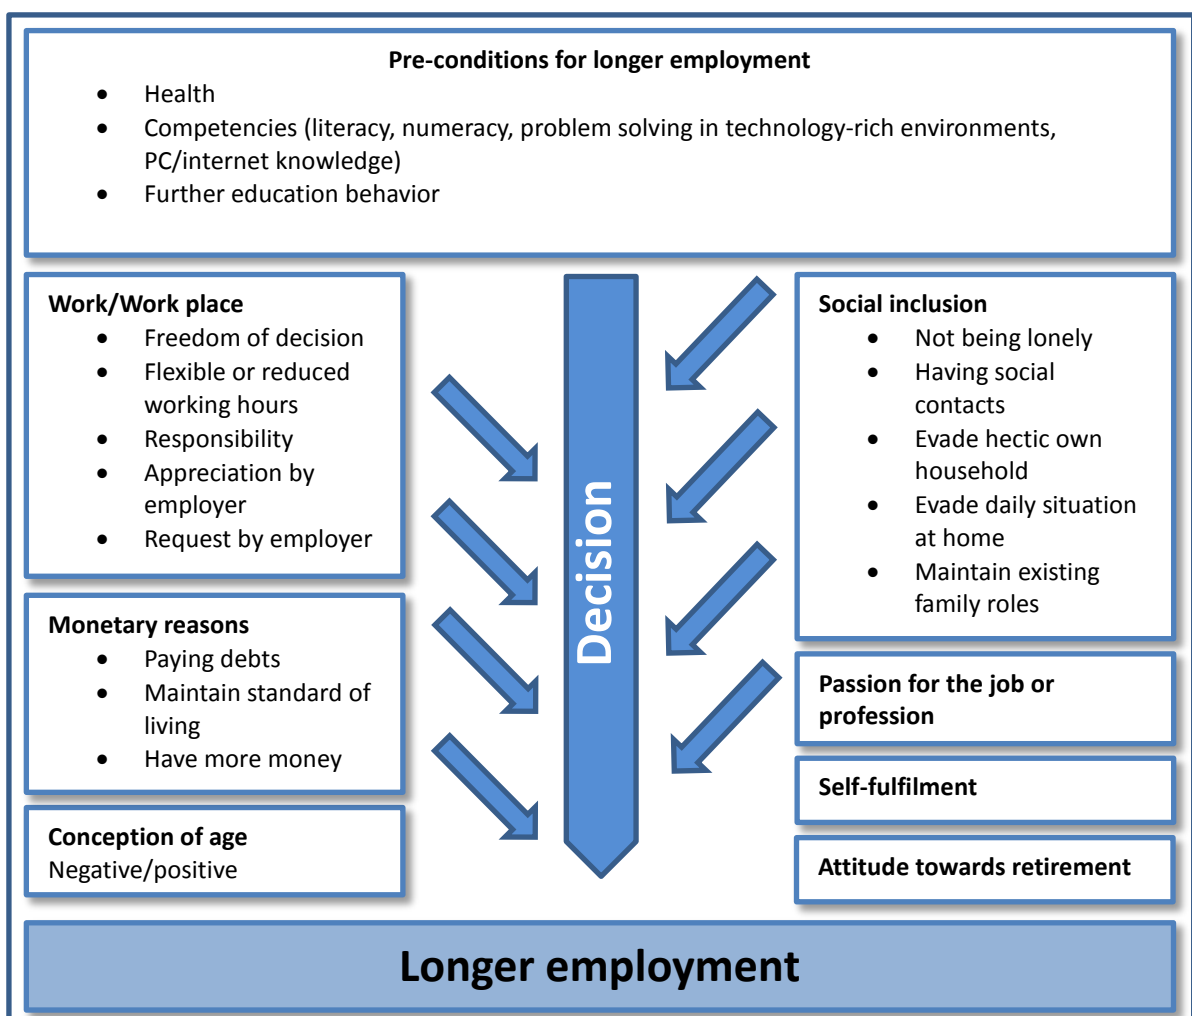 Pre-conditions for longer employment
• Health
• Competencies (literacy, numeracy, problem solving in technology-rich environments,
PC/internet knowledge)
• Further education behavior
Work/Work place
• Freedom of decision
• Flexible or reduced
working hours
• Responsibility
• Appreciation by
employer
• Request by employer
Monetary reasons
• Paying debts
• Maintain standard of
living
• Have more money
Conception of age
Negative/positive
Decision
Social inclusion
• Not being lonely
• Having social
contacts
• Evade hectic own
household
• Evade daily situation
at home
• Maintain existing
family roles
Passion for the job or
profession
Self-fulfilment
Attitude towards retirement
Longer employment